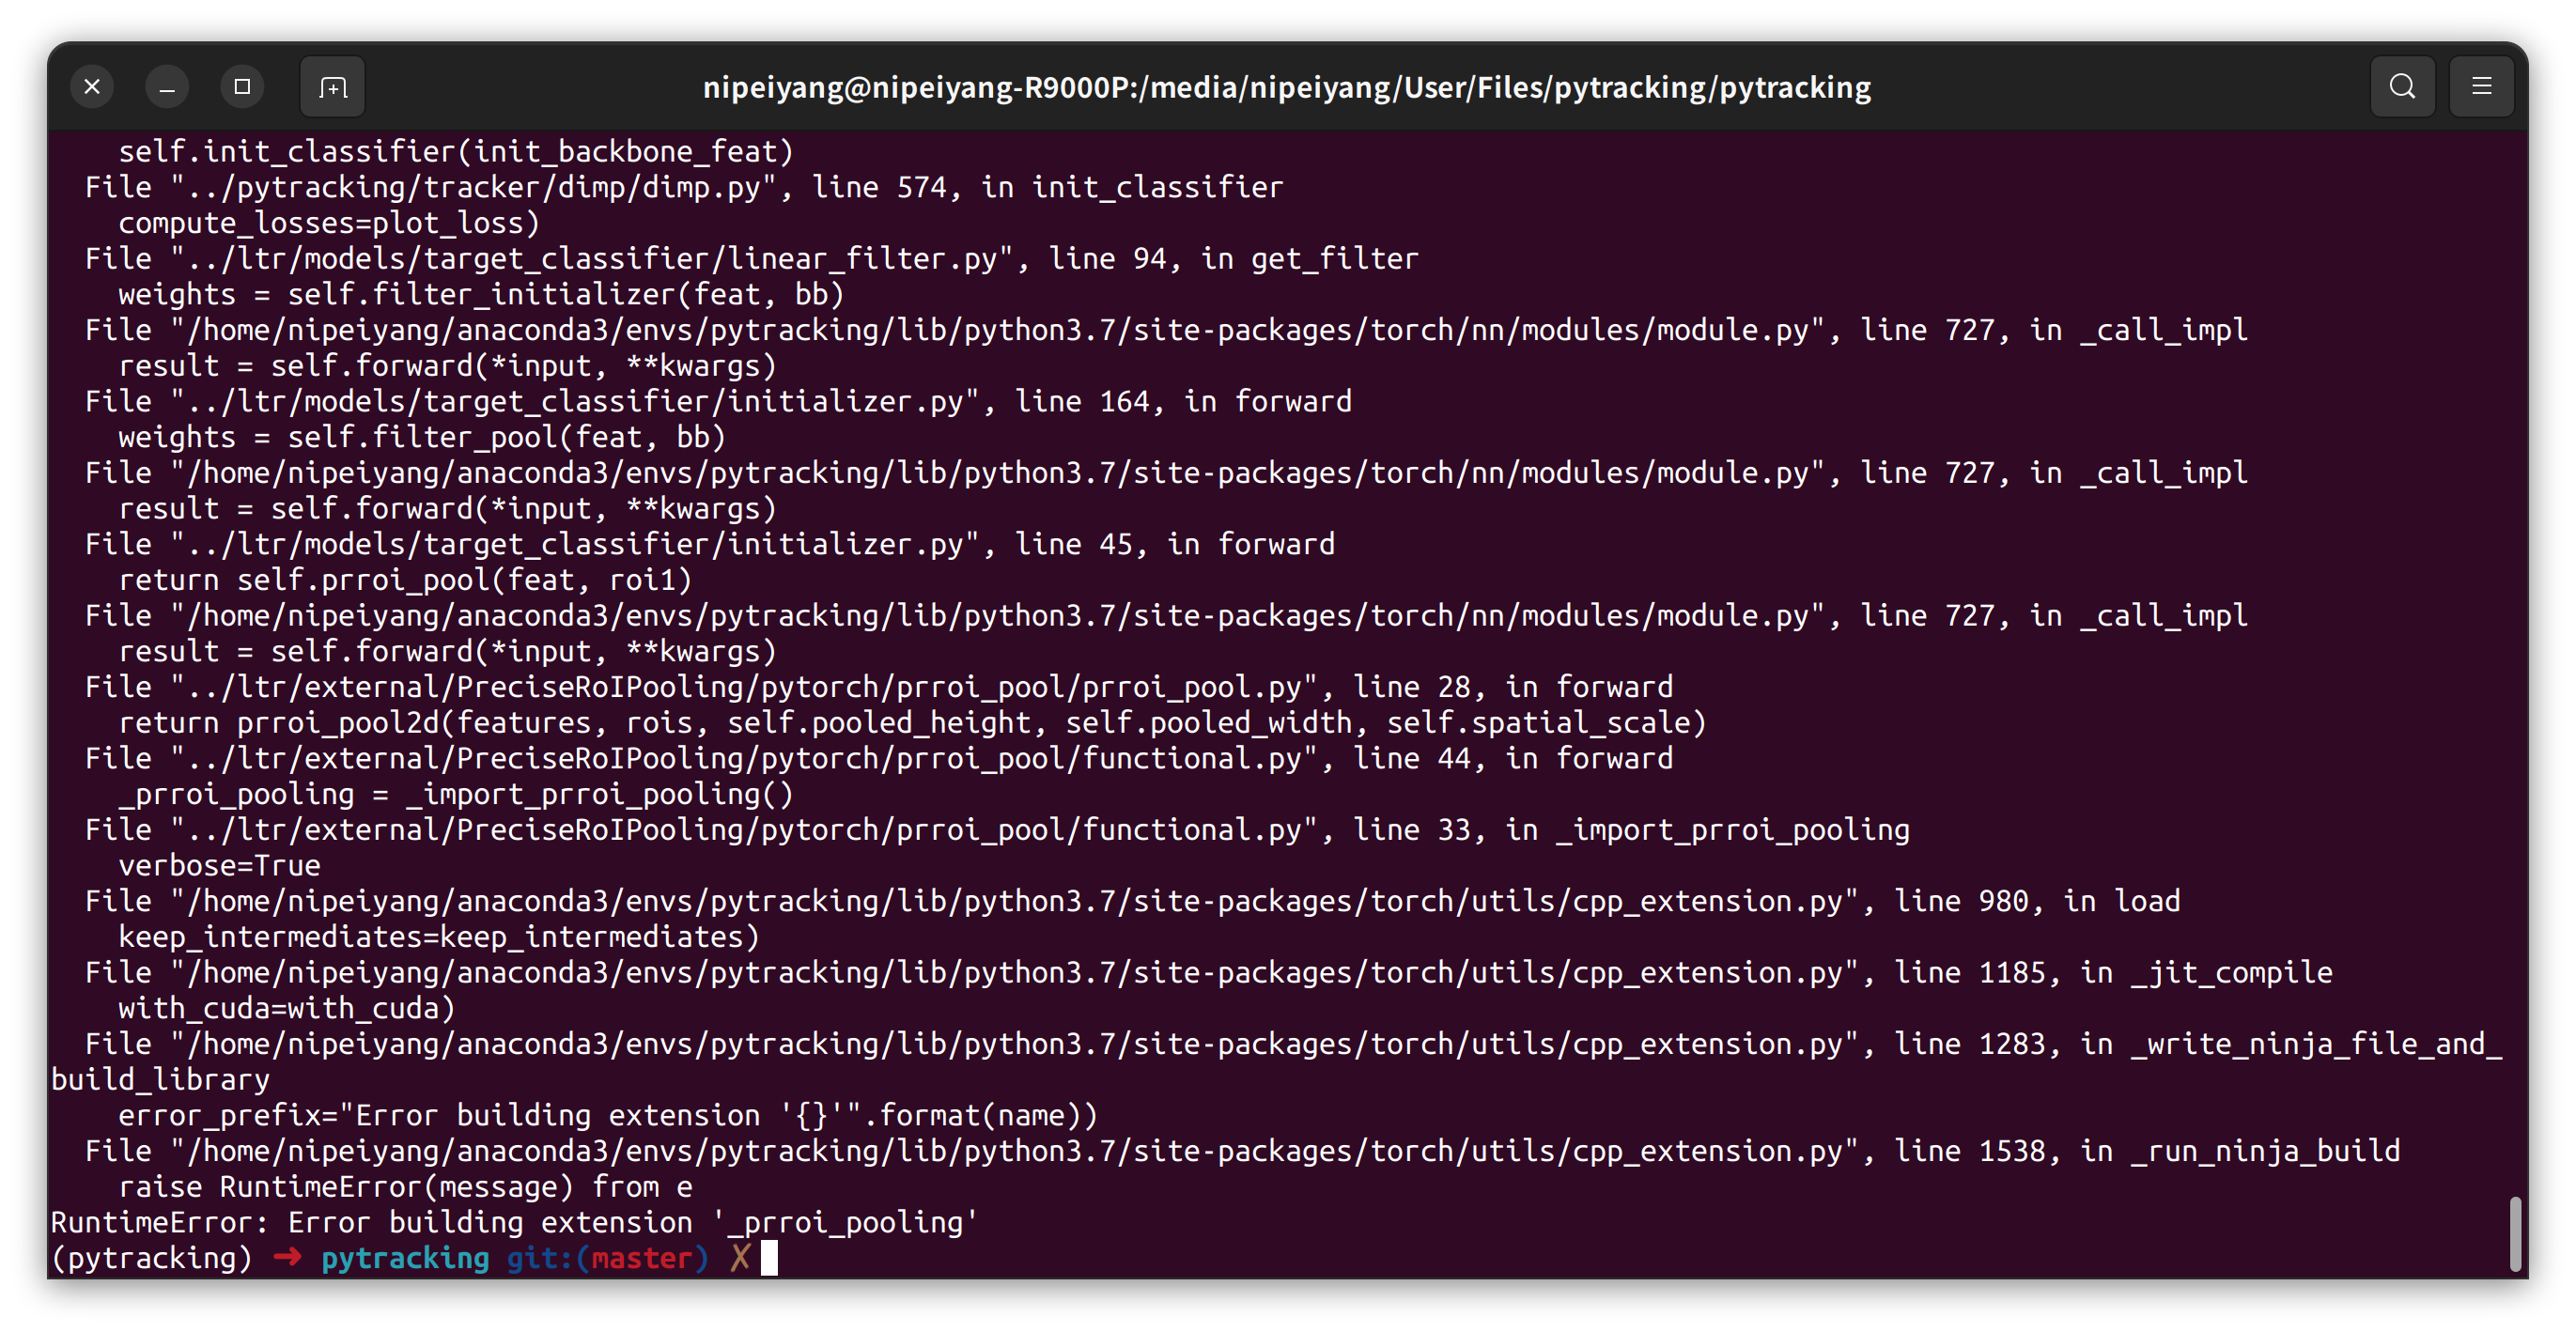 nipeiyang@nipeiyang-R9000P:/media/nipeiyang/User/Files/pytracking/pytracking
    self.init_classifier(init_backbone_feat)
  File "../pytracking/tracker/dimp/dimp.py", line 574, in init_classifier
    compute_losses=plot_loss)
  File "../ltr/models/target_classifier/linear_filter.py", line 94, in get_filter
    weights = self.filter_initializer(feat, bb)
  File "/home/nipeiyang/anaconda3/envs/pytracking/lib/python3.7/site-packages/torch/nn/modules/module.py", line 727, in _call_impl
    result = self.forward(*input, **kwargs)
  File "../ltr/models/target_classifier/initializer.py", line 164, in forward
    weights = self.filter_pool(feat, bb)
  File "/home/nipeiyang/anaconda3/envs/pytracking/lib/python3.7/site-packages/torch/nn/modules/module.py", line 727, in _call_impl
    result = self.forward(*input, **kwargs)
  File "../ltr/models/target_classifier/initializer.py", line 45, in forward
    return self.prroi_pool(feat, roi1)
  File "/home/nipeiyang/anaconda3/envs/pytracking/lib/python3.7/site-packages/torch/nn/modules/module.py", line 727, in _call_impl
    result = self.forward(*input, **kwargs)
  File "../ltr/external/PreciseRoIPooling/pytorch/prroi_pool/prroi_pool.py", line 28, in forward
    return prroi_pool2d(features, rois, self.pooled_height, self.pooled_width, self.spatial_scale)
  File "../ltr/external/PreciseRoIPooling/pytorch/prroi_pool/functional.py", line 44, in forward
    _prroi_pooling = _import_prroi_pooling()
  File "../ltr/external/PreciseRoIPooling/pytorch/prroi_pool/functional.py", line 33, in _import_prroi_pooling
    verbose=True
  File "/home/nipeiyang/anaconda3/envs/pytracking/lib/python3.7/site-packages/torch/utils/cpp_extension.py", line 980, in load
    keep_intermediates=keep_intermediates)
  File "/home/nipeiyang/anaconda3/envs/pytracking/lib/python3.7/site-packages/torch/utils/cpp_extension.py", line 1185, in _jit_compile
    with_cuda=with_cuda)
  File "/home/nipeiyang/anaconda3/envs/pytracking/lib/python3.7/site-packages/torch/utils/cpp_extension.py", line 1283, in _write_ninja_file_and_
build_library
    error_prefix="Error building extension '{}'".format(name))
  File "/home/nipeiyang/anaconda3/envs/pytracking/lib/python3.7/site-packages/torch/utils/cpp_extension.py", line 1538, in _run_ninja_build
    raise RuntimeError(message) from e
RuntimeError: Error building extension '_prroi_pooling'
(pytracking) ➜ pytracking git:(master) ✗